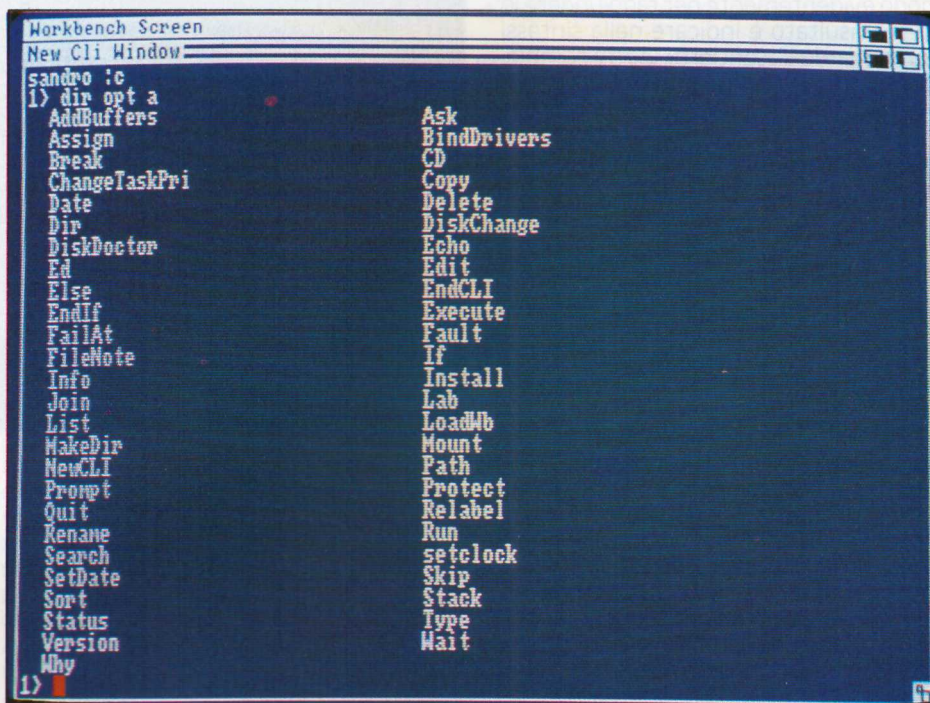 Workbench Screen
New Cli Window
sandro :c
1> dir opt a
AddBuffers Ask
Assign BindDrivers
Break CD
ChangeTaskPri Copy
Date Delete
Dir DiskChange
DiskDoctor Echo
Ed Edit
Else EndCLI
EndIf Execute
FailAt Fault
FileNote If
Info Install
Join Lab
List LoadWb
MakeDir Mount
NewCLI Path
Prompt Protect
Quit Relabel
Rename Run
Search setclock
SetDate Skip
Sort Stack
Status Type
Version Wait
Why
1>